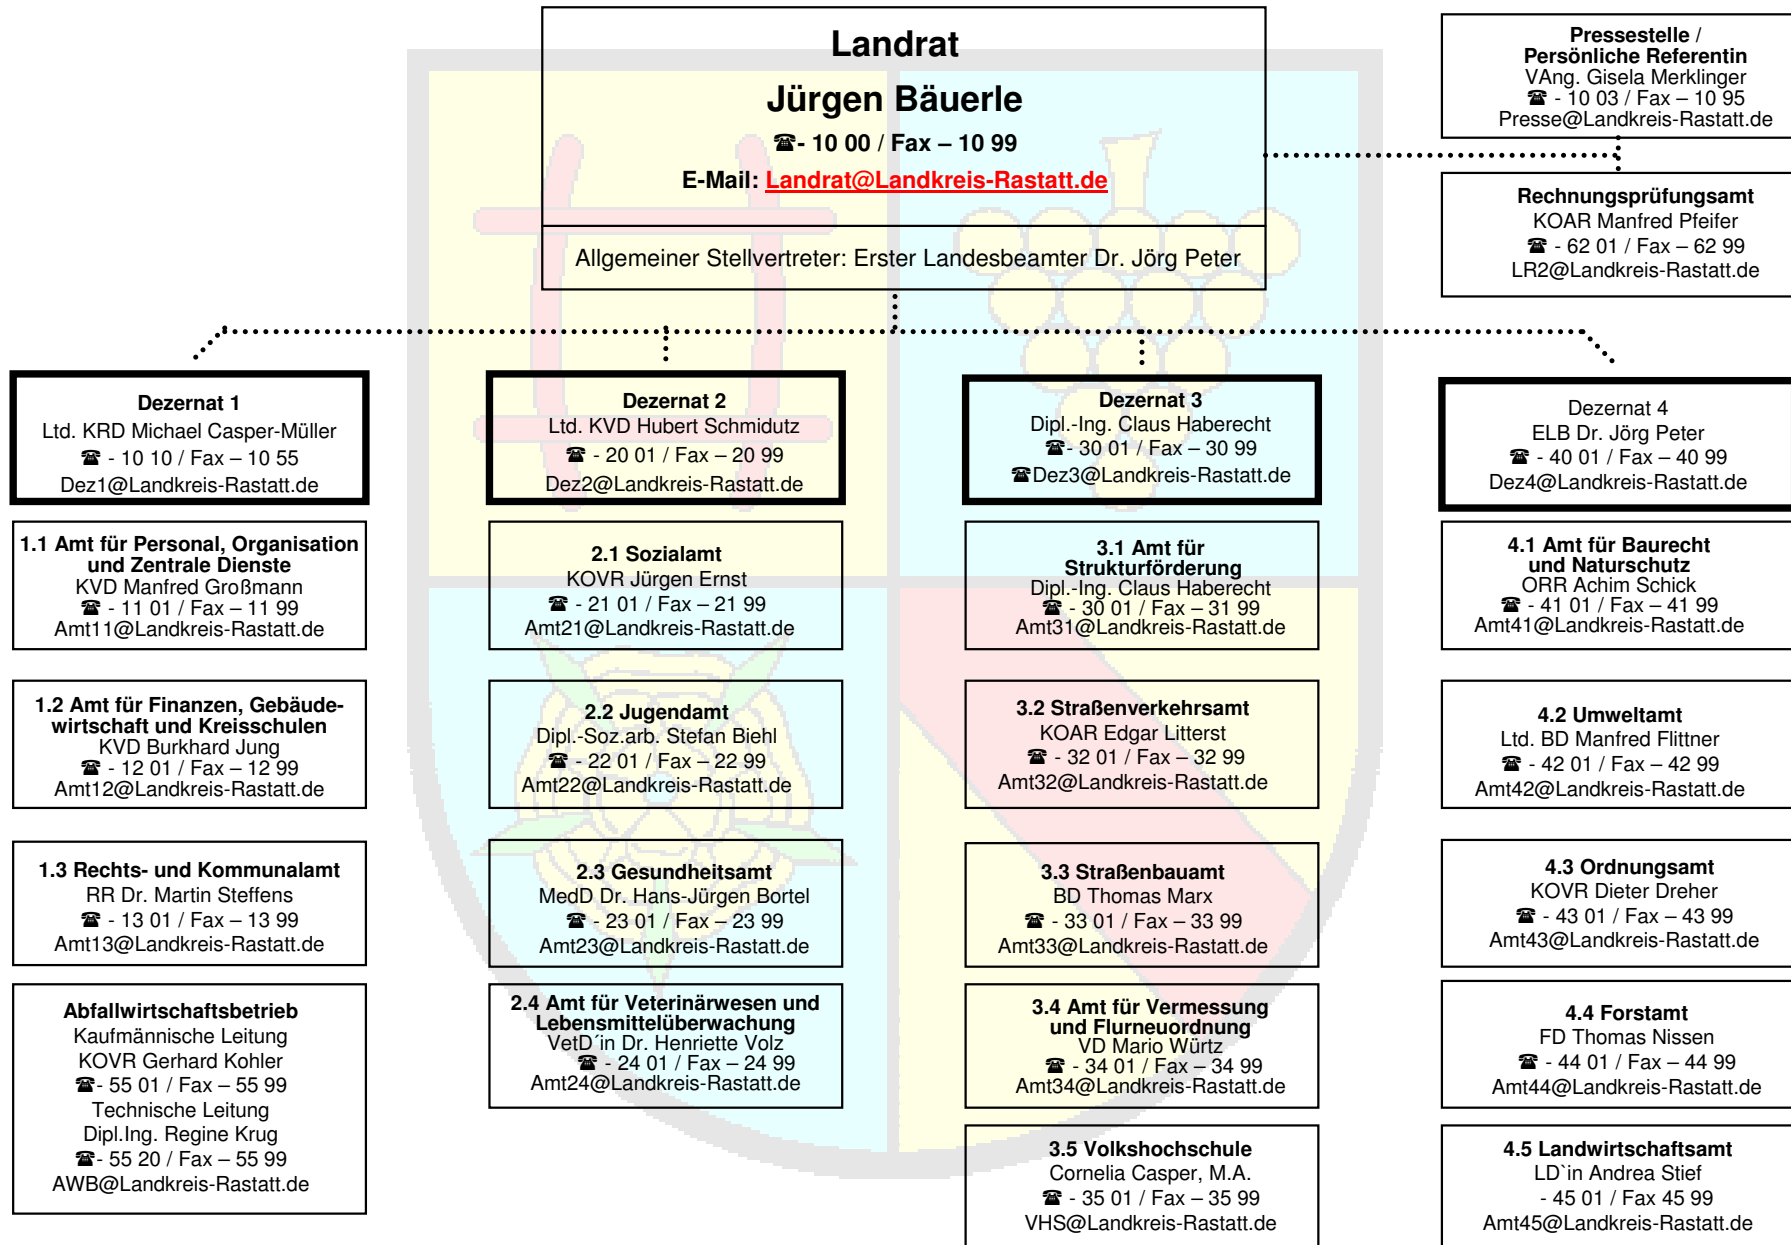 Landrat
Jürgen Bäuerle
☎- 10 00 / Fax – 10 99
E-Mail: Landrat@Landkreis-Rastatt.de
Allgemeiner Stellvertreter: Erster Landesbeamter Dr. Jörg Peter
Pressestelle /
Persönliche Referentin
VAng. Gisela Merklinger
☎ - 10 03 / Fax – 10 95
Presse@Landkreis-Rastatt.de
Rechnungsprüfungsamt
KOAR Manfred Pfeifer
☎ - 62 01 / Fax – 62 99
LR2@Landkreis-Rastatt.de
Dezernat 1
Ltd. KRD Michael Casper-Müller
☎ - 10 10 / Fax – 10 55
Dez1@Landkreis-Rastatt.de
1.1 Amt für Personal, Organisation
und Zentrale Dienste
KVD Manfred Großmann
☎ - 11 01 / Fax – 11 99
Amt11@Landkreis-Rastatt.de
1.2 Amt für Finanzen, Gebäude-
wirtschaft und Kreisschulen
KVD Burkhard Jung
☎ - 12 01 / Fax – 12 99
Amt12@Landkreis-Rastatt.de
1.3 Rechts- und Kommunalamt
RR Dr. Martin Steffens
☎ - 13 01 / Fax – 13 99
Amt13@Landkreis-Rastatt.de
Abfallwirtschaftsbetrieb
Kaufmännische Leitung
KOVR Gerhard Kohler
☎- 55 01 / Fax – 55 99
Technische Leitung
Dipl.Ing. Regine Krug
☎- 55 20 / Fax – 55 99
AWB@Landkreis-Rastatt.de
Dezernat 2
Ltd. KVD Hubert Schmidutz
☎ - 20 01 / Fax – 20 99
Dez2@Landkreis-Rastatt.de
2.1 Sozialamt
KOVR Jürgen Ernst
☎ - 21 01 / Fax – 21 99
Amt21@Landkreis-Rastatt.de
2.2 Jugendamt
Dipl.-Soz.arb. Stefan Biehl
☎ - 22 01 / Fax – 22 99
Amt22@Landkreis-Rastatt.de
2.3 Gesundheitsamt
MedD Dr. Hans-Jürgen Bortel
☎ - 23 01 / Fax – 23 99
Amt23@Landkreis-Rastatt.de
2.4 Amt für Veterinärwesen und
Lebensmittelüberwachung
VetD´in Dr. Henriette Volz
☎ - 24 01 / Fax – 24 99
Amt24@Landkreis-Rastatt.de
Dezernat 3
Dipl.-Ing. Claus Haberecht
☎- 30 01 / Fax – 30 99
☎Dez3@Landkreis-Rastatt.de
3.1 Amt für
Strukturförderung
Dipl.-Ing. Claus Haberecht
☎ - 30 01 / Fax – 31 99
Amt31@Landkreis-Rastatt.de
3.2 Straßenverkehrsamt
KOAR Edgar Litterst
☎ - 32 01 / Fax – 32 99
Amt32@Landkreis-Rastatt.de
3.3 Straßenbauamt
BD Thomas Marx
☎ - 33 01 / Fax – 33 99
Amt33@Landkreis-Rastatt.de
3.4 Amt für Vermessung
und Flurneuordnung
VD Mario Würtz
☎ - 34 01 / Fax – 34 99
Amt34@Landkreis-Rastatt.de
3.5 Volkshochschule
Cornelia Casper, M.A.
☎ - 35 01 / Fax – 35 99
VHS@Landkreis-Rastatt.de
Dezernat 4
ELB Dr. Jörg Peter
☎ - 40 01 / Fax – 40 99
Dez4@Landkreis-Rastatt.de
4.1 Amt für Baurecht
und Naturschutz
ORR Achim Schick
☎ - 41 01 / Fax – 41 99
Amt41@Landkreis-Rastatt.de
4.2 Umweltamt
Ltd. BD Manfred Flittner
☎ - 42 01 / Fax – 42 99
Amt42@Landkreis-Rastatt.de
4.3 Ordnungsamt
KOVR Dieter Dreher
☎ - 43 01 / Fax – 43 99
Amt43@Landkreis-Rastatt.de
4.4 Forstamt
FD Thomas Nissen
☎ - 44 01 / Fax – 44 99
Amt44@Landkreis-Rastatt.de
4.5 Landwirtschaftsamt
LD`in Andrea Stief
- 45 01 / Fax 45 99
Amt45@Landkreis-Rastatt.de